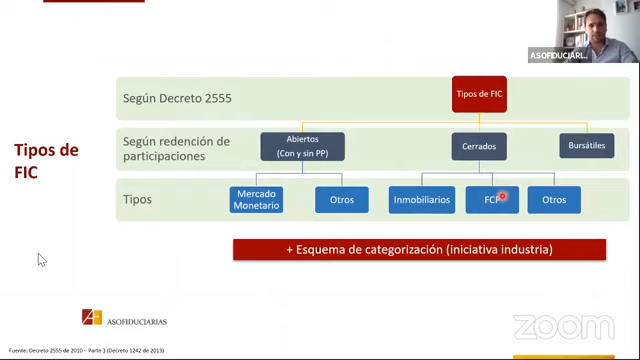 ASOFIDUCIARI...
Según Decreto 2555
Tipos de FIC
Tipos de
FIC
Según redención de
participaciones
Abiertos
(Con y sin PP)
Cerrados
Bursátiles
Tipos
Mercado
Monetario
Otros
Inmobiliarios
FCP
Otros
+ Esquema de categorización (iniciativa industria)
ASOFIDUCIARIAS
zoom
Fuente: Decreto 2555 de 2010 – Parte 3 (Decreto 1242 de 2013)